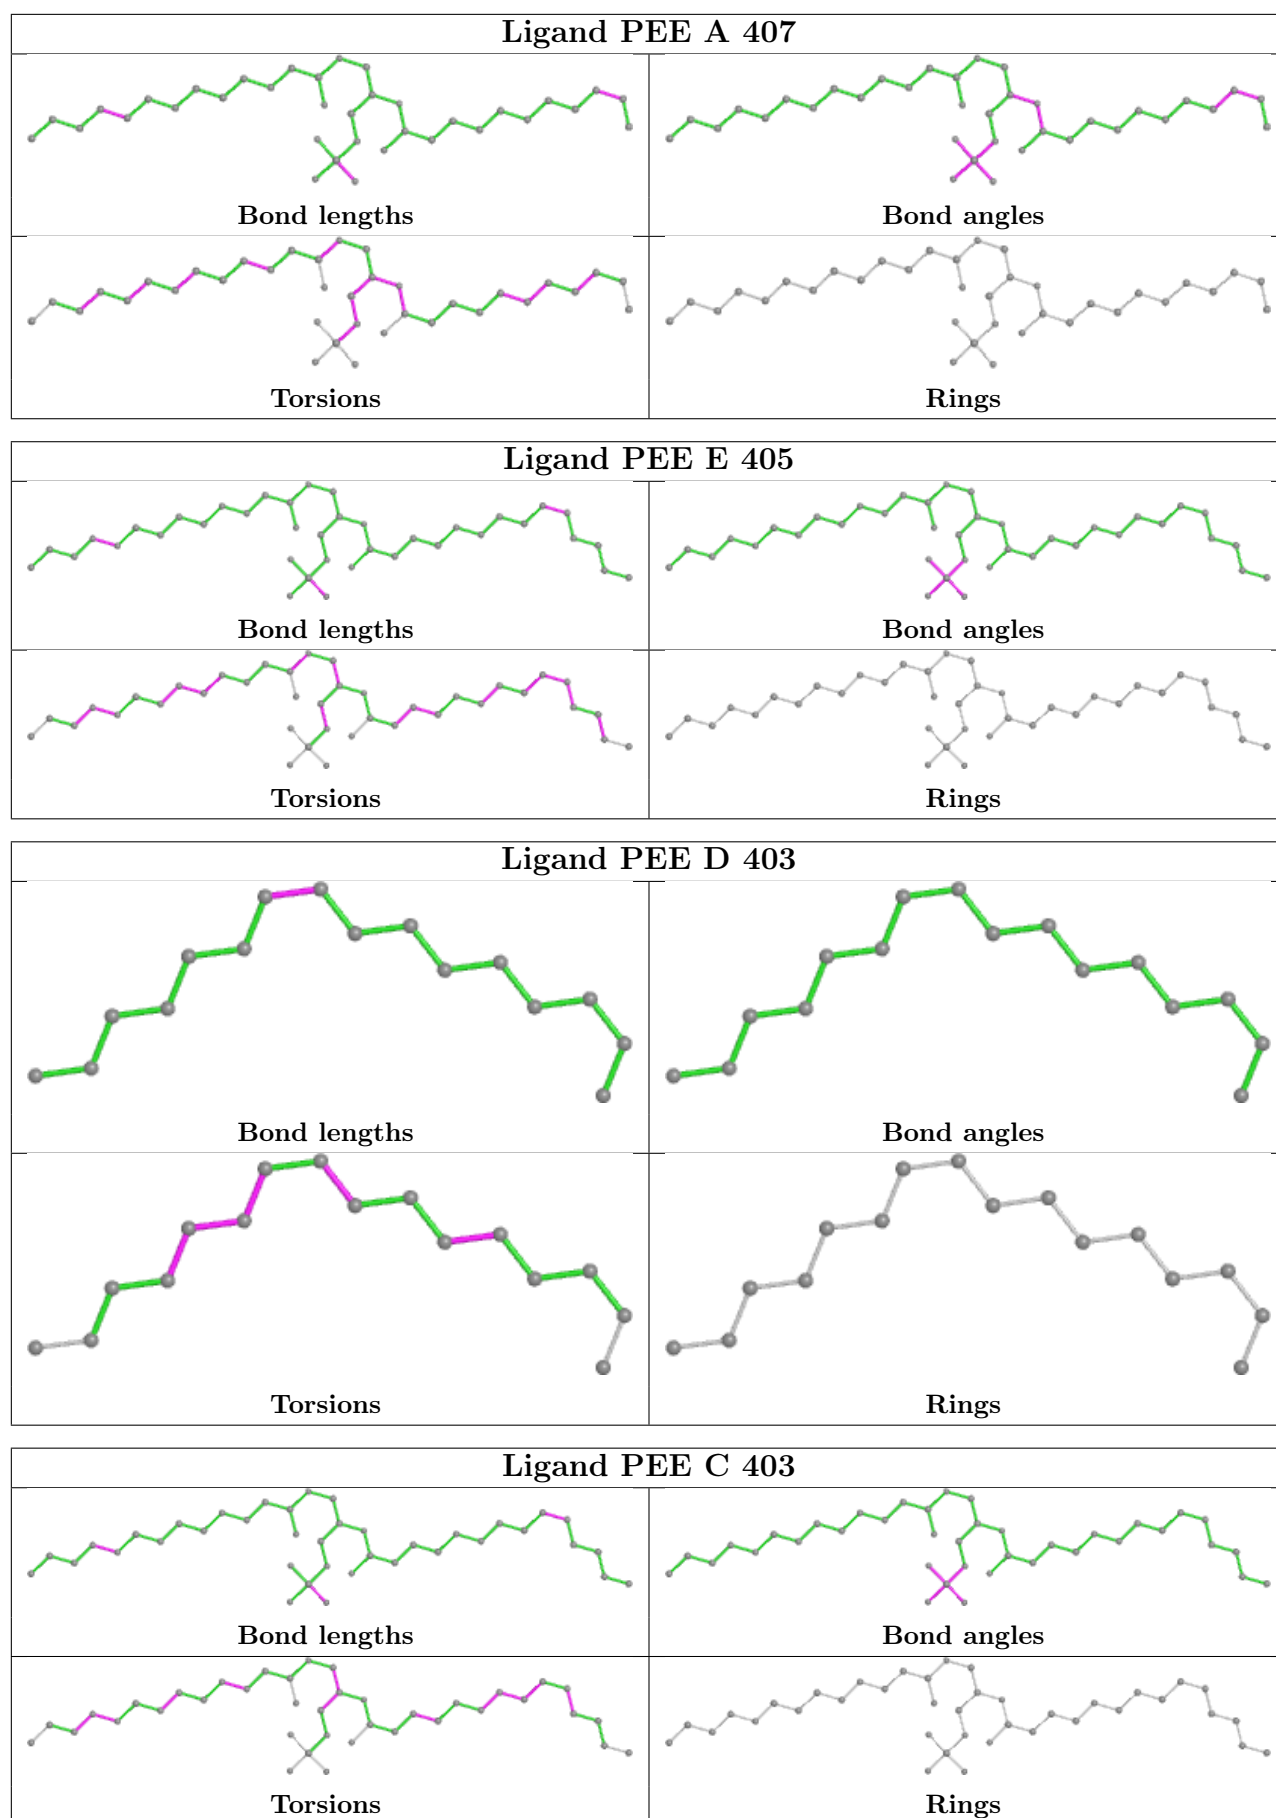 Ligand PEE A 407
Bond lengths
Bond angles
Torsions
Rings
Ligand PEE E 405
Bond lengths
Bond angles
Torsions
Rings
Ligand PEE D 403
Bond lengths
Bond angles
Torsions
Rings
Ligand PEE C 403
Bond lengths
Bond angles
Torsions
Rings